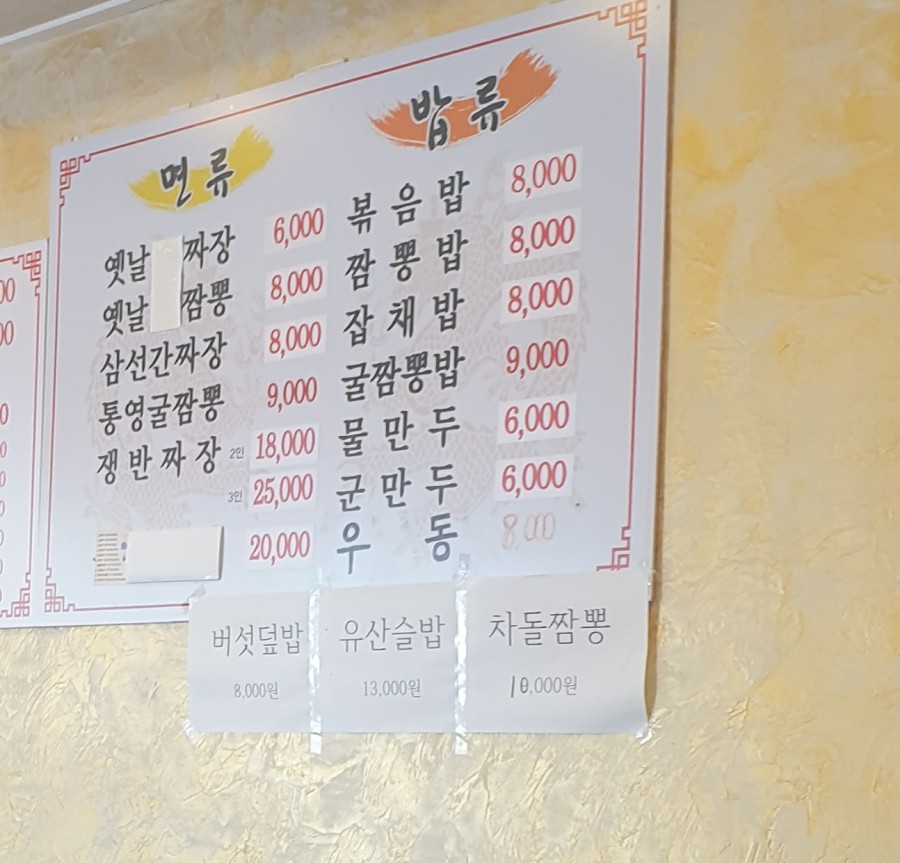 면류
옛날 짜장 6,000
옛날 짬뽕 8,000
삼선간짜장 8,000
통영굴짬뽕 9,000
쟁반짜장 2인 18,000
3인 25,000
20,000
밥류
볶음밥 8,000
짬뽕밥 8,000
잡채밥 8,000
굴짬뽕밥 9,000
물만두 6,000
군만두 6,000
우동 8,000
버섯덮밥
8,000원
유산슬밥
13,000원
차돌짬뽕
10,000원